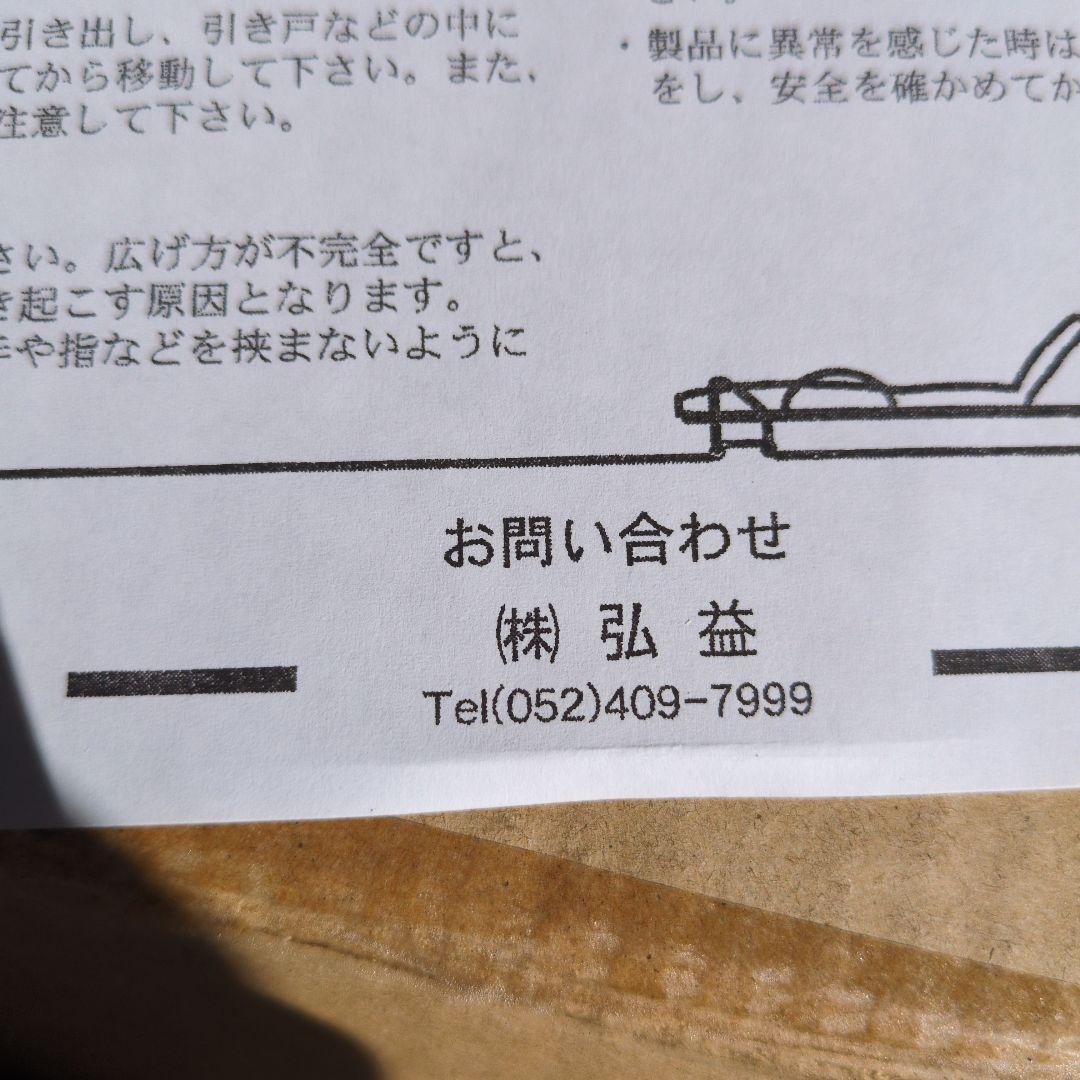 引き出し、引き戸などの中に
てから移動して下さい。また、
注意して下さい。
さい。広げ方が不完全ですと、
き起こす原因となります。
手や指などを挟まないように
さい。
・製品に異常を感じた時は
をし、安全を確かめてか
お問い合わせ
㈱ 弘 益
Tel(052)409-7999